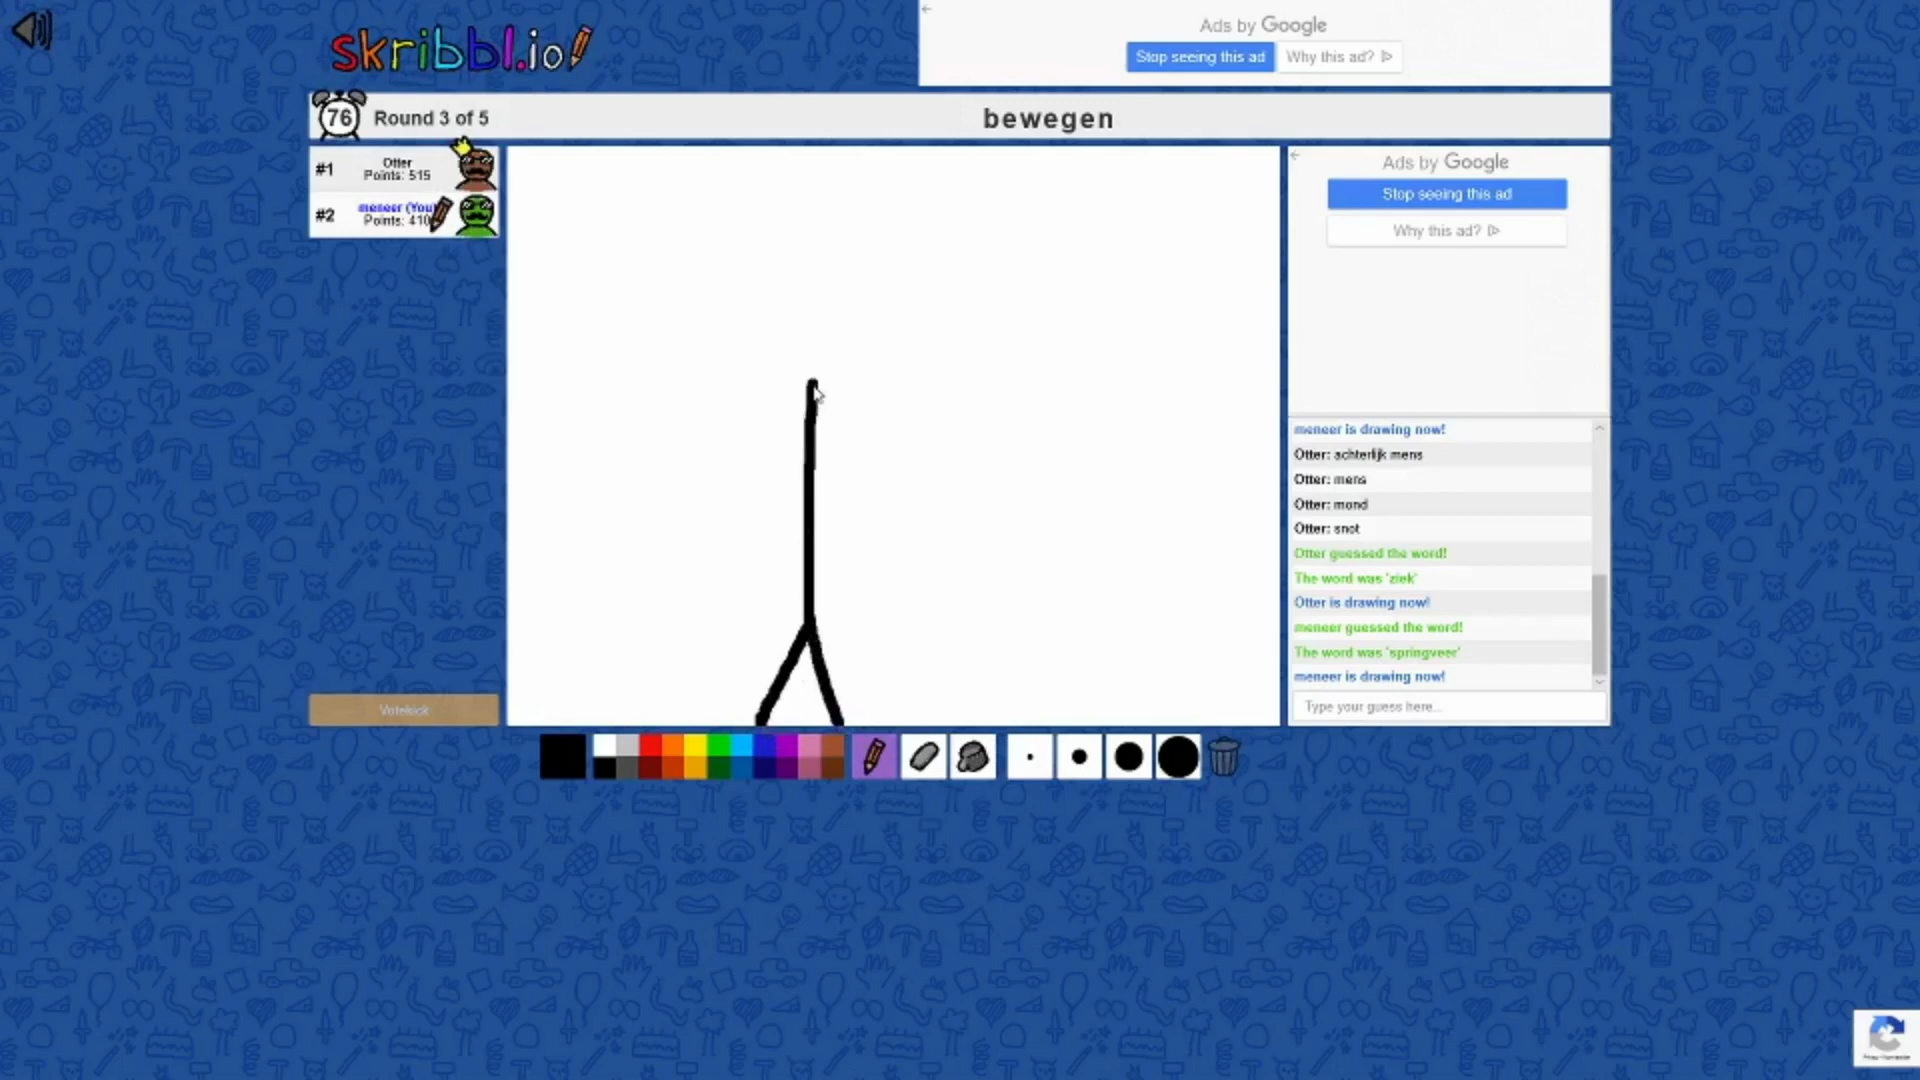 skribbl.io
Ads by Google
Stop seeing this ad
Why this ad?
76
Round 3 of 5
bewegen
#1
Otter
Points: 515
#2
meneer (You)
Points: 410
Ads by Google
Stop seeing this ad
Why this ad?
meneer is drawing now!
Otter: achterlijk mens
Otter: mens
Otter: mond
Otter: snot
Otter guessed the word!
The word was 'ziek'
Otter is drawing now!
meneer guessed the word!
The word was 'springveer'
meneer is drawing now!
Votekick
Type your guess here...